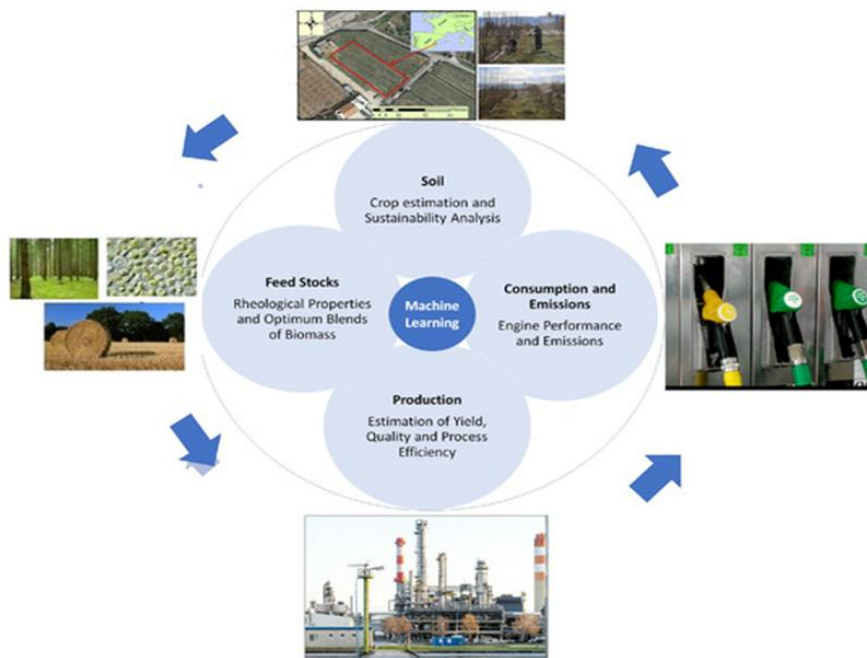 Soil
Crop estimation and
Sustainability Analysis
Feed Stocks
Rheological Properties
and Optimum Blends
of Biomass
Machine
Learning
Consumption and
Emissions
Engine Performance
and Emissions
Production
Estimation of Yield,
Quality and Process
Efficiency